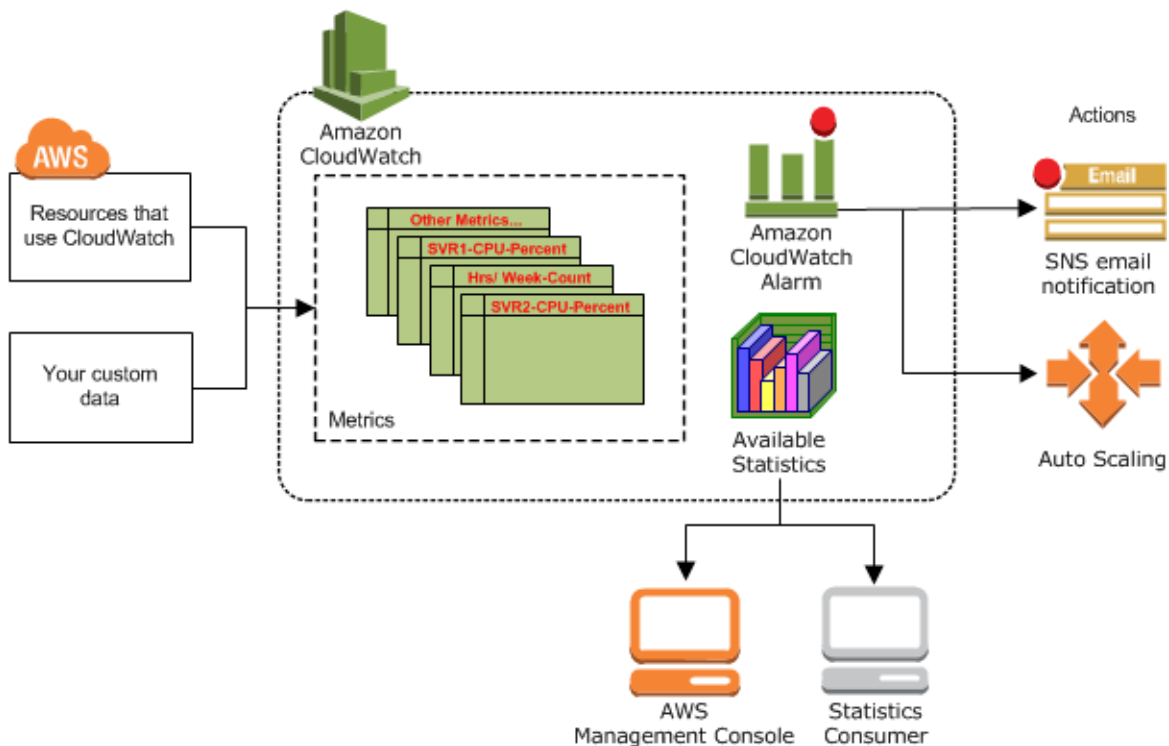 Amazon
CloudWatch
AWS
Resources that
use CloudWatch
Your custom
data
Other Metrics...
SVR1-CPU-Percent
Hrs/ Week-Count
SVR2-CPU-Percent
Metrics
Amazon
CloudWatch
Alarm
Available
Statistics
Actions
Email
SNS email
notification
Auto Scaling
AWS
Management Console
Statistics
Consumer